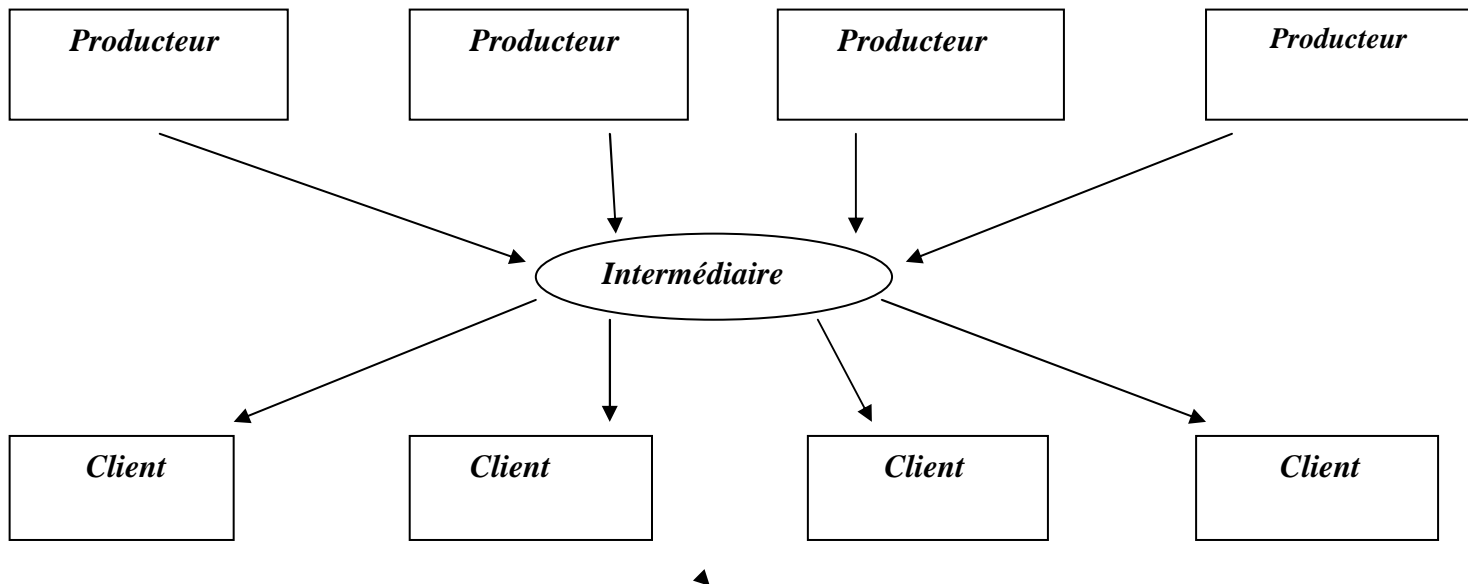 Producteur
Producteur
Producteur
Producteur
Intermédiaire
Client
Client
Client
Client